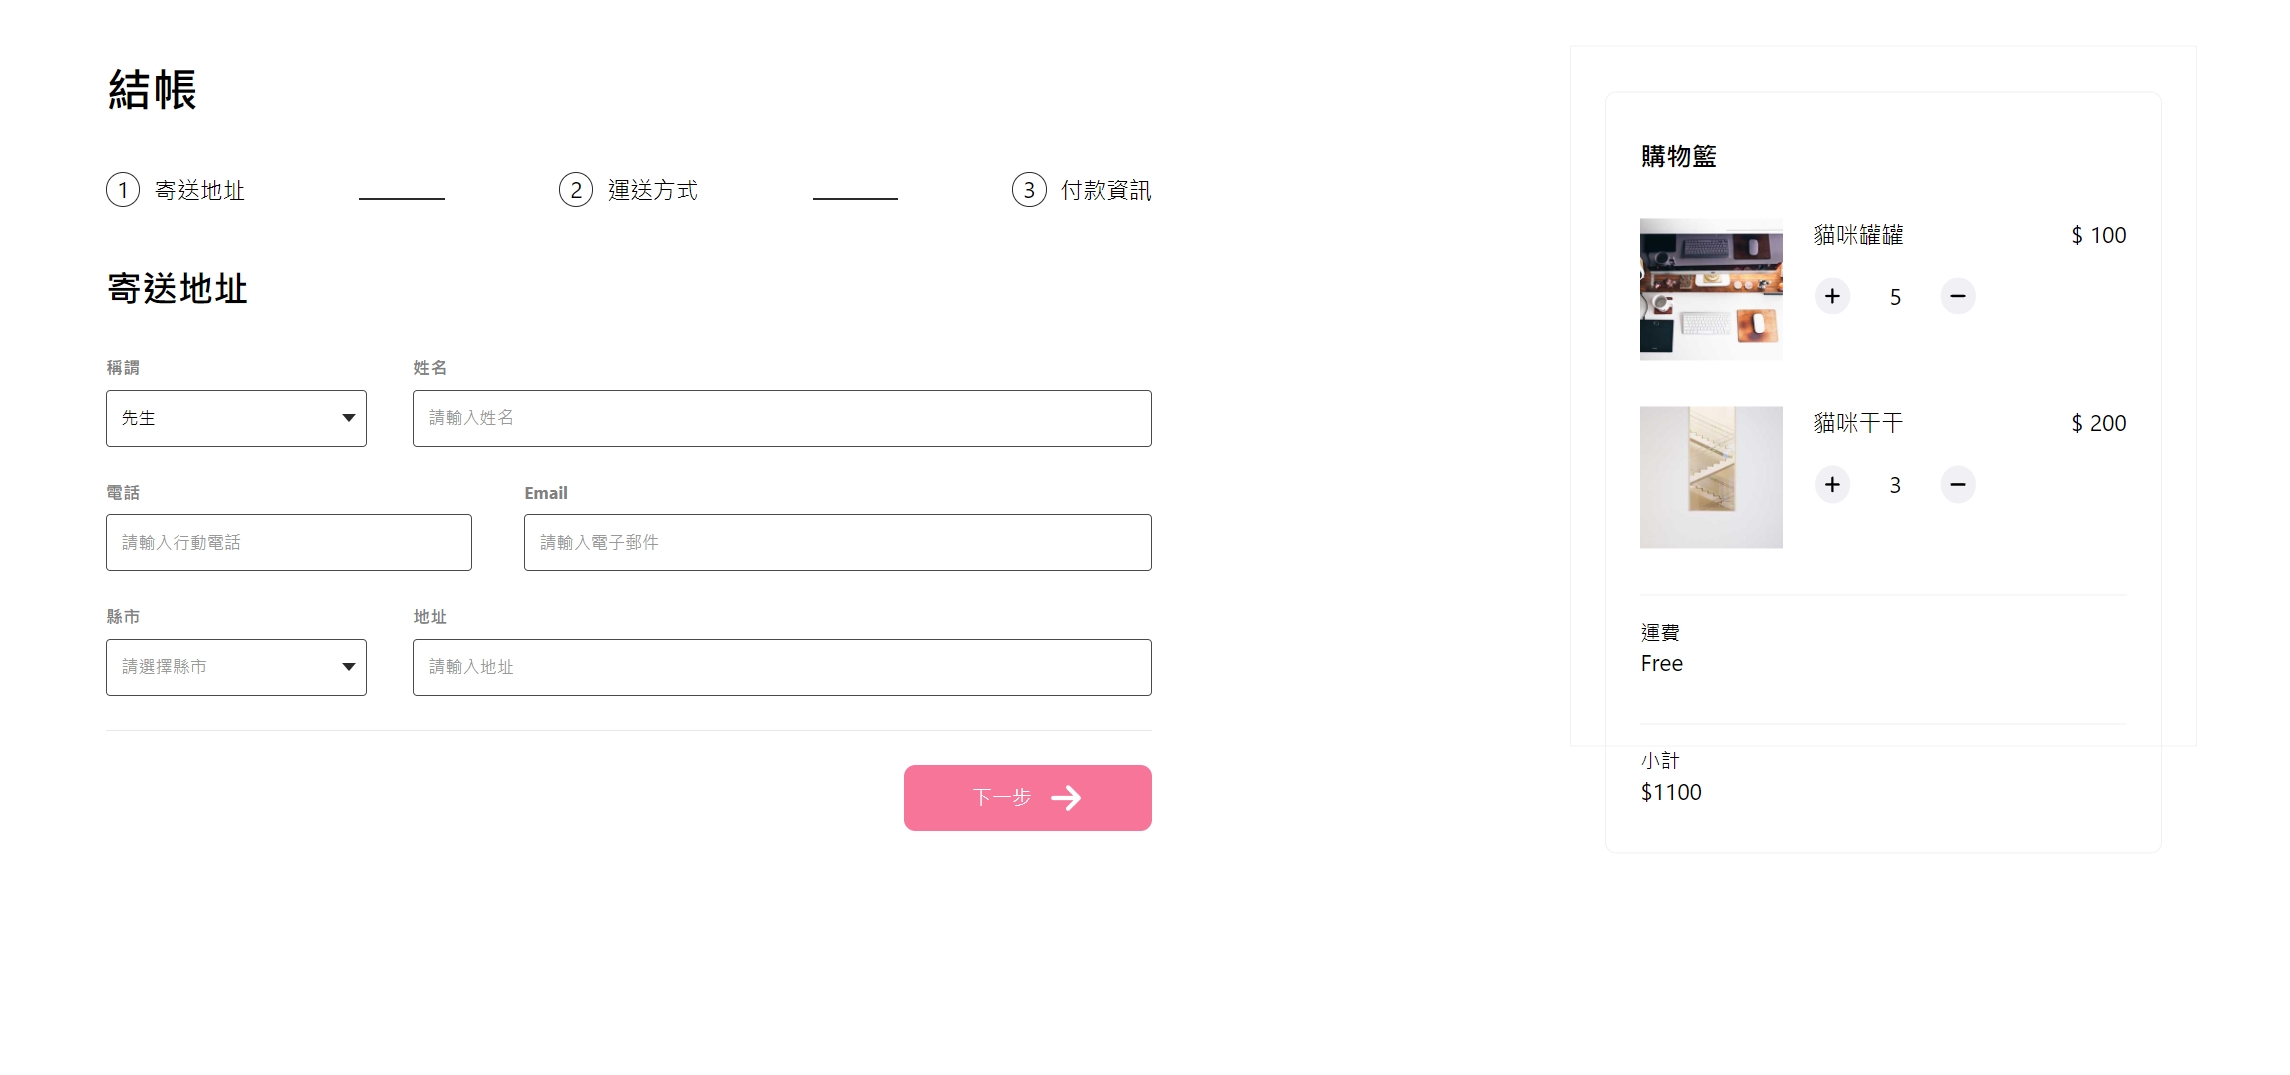 結帳
1 寄送地址
2 運送方式
3 付款資訊
寄送地址
稱謂
姓名
先生
請輸入姓名
電話
Email
請輸入行動電話
請輸入電子郵件
縣市
地址
請選擇縣市
請輸入地址
下一步
購物籃
貓咪罐罐
$ 100
5
貓咪干干
$ 200
3
運費
Free
小計
$1100